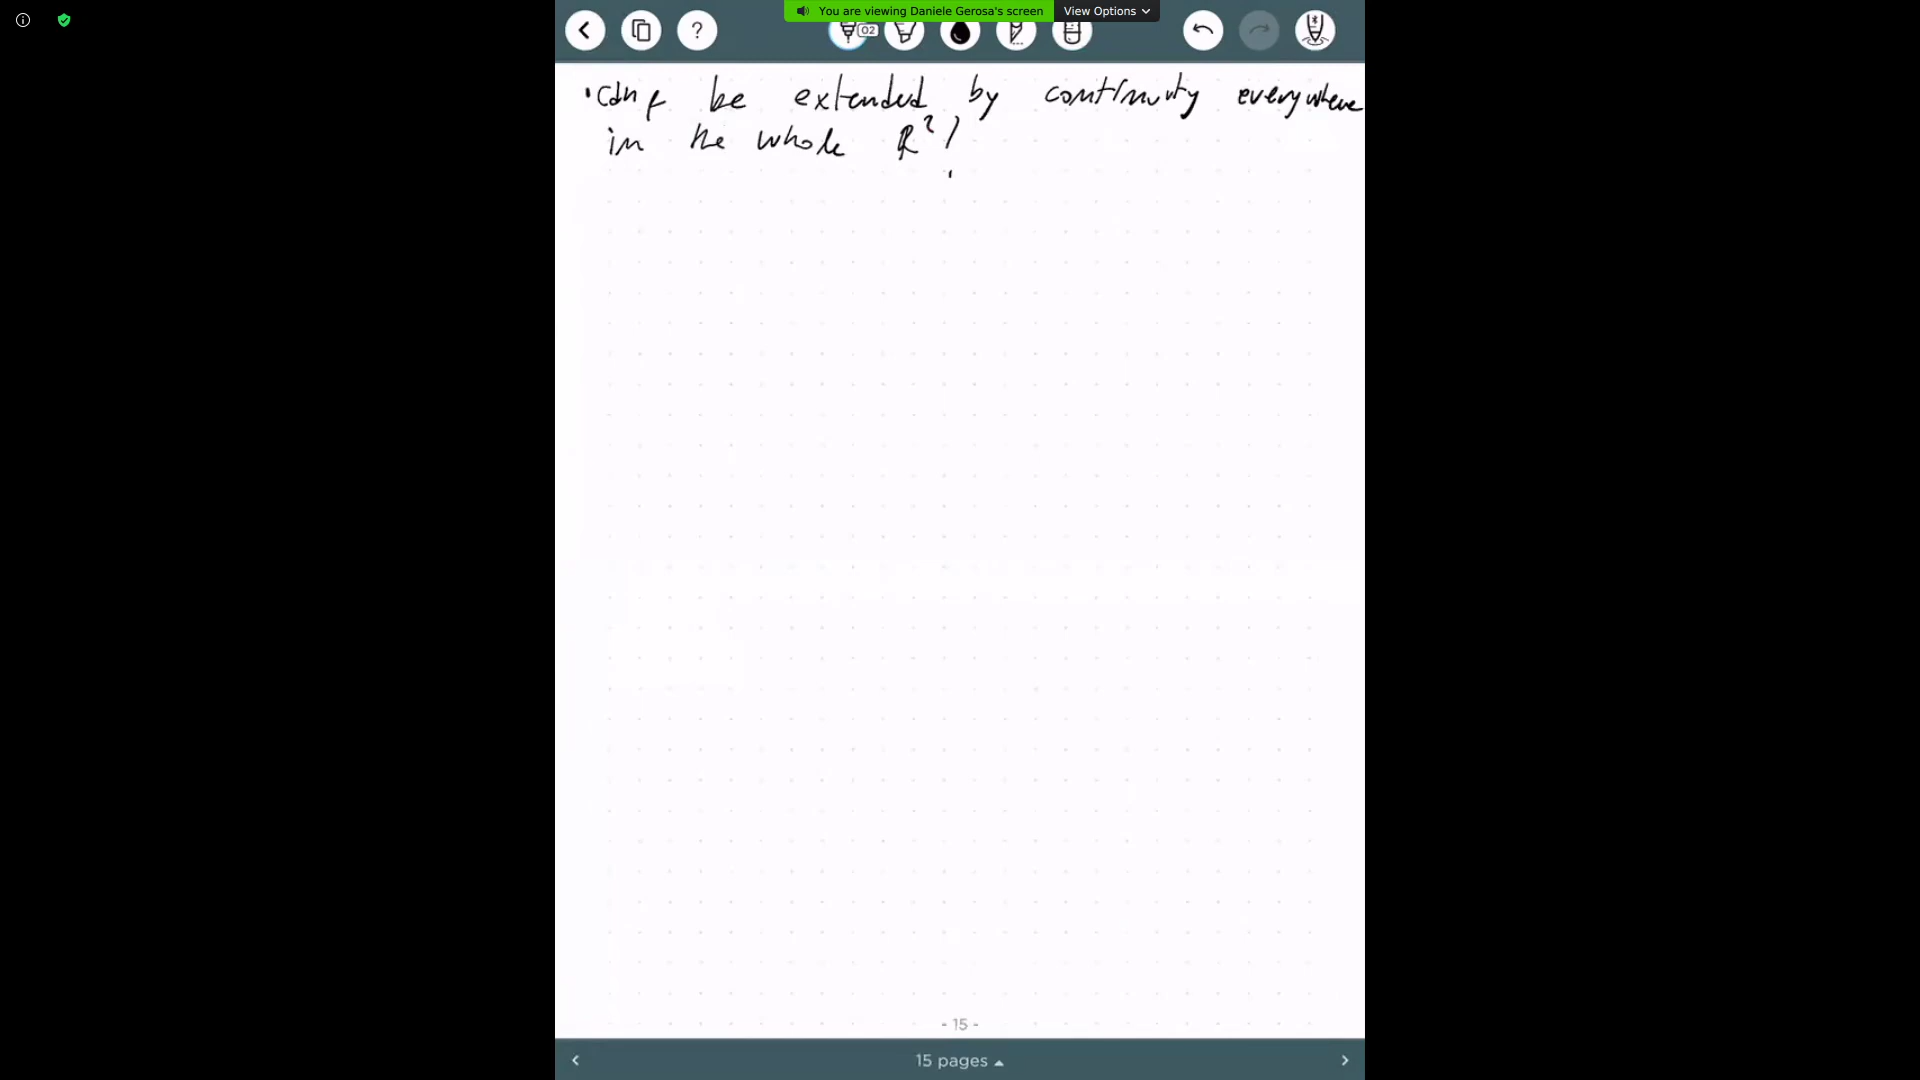 You are viewing Daniele Gerosa's screen
View Options
?
02
• can f be extended by continuity everywhere
in the whole ℝ²?
- 15 -
15 pages